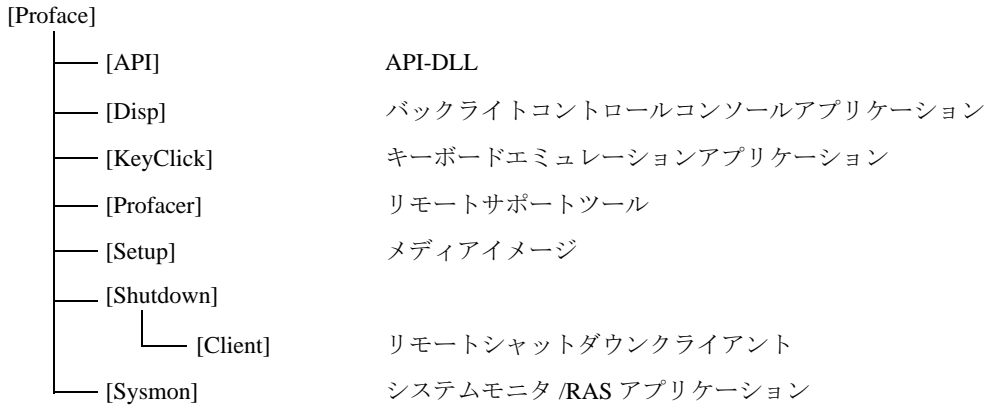 [Proface]
[API] API-DLL
[Disp] バックライトコントロールコンソールアプリケーション
[KeyClick] キーボードエミュレーションアプリケーション
[Profacer] リモートサポートツール
[Setup] メディアイメージ
[Shutdown]
[Client] リモートシャットダウンクライアント
[Sysmon] システムモニタ /RAS アプリケーション